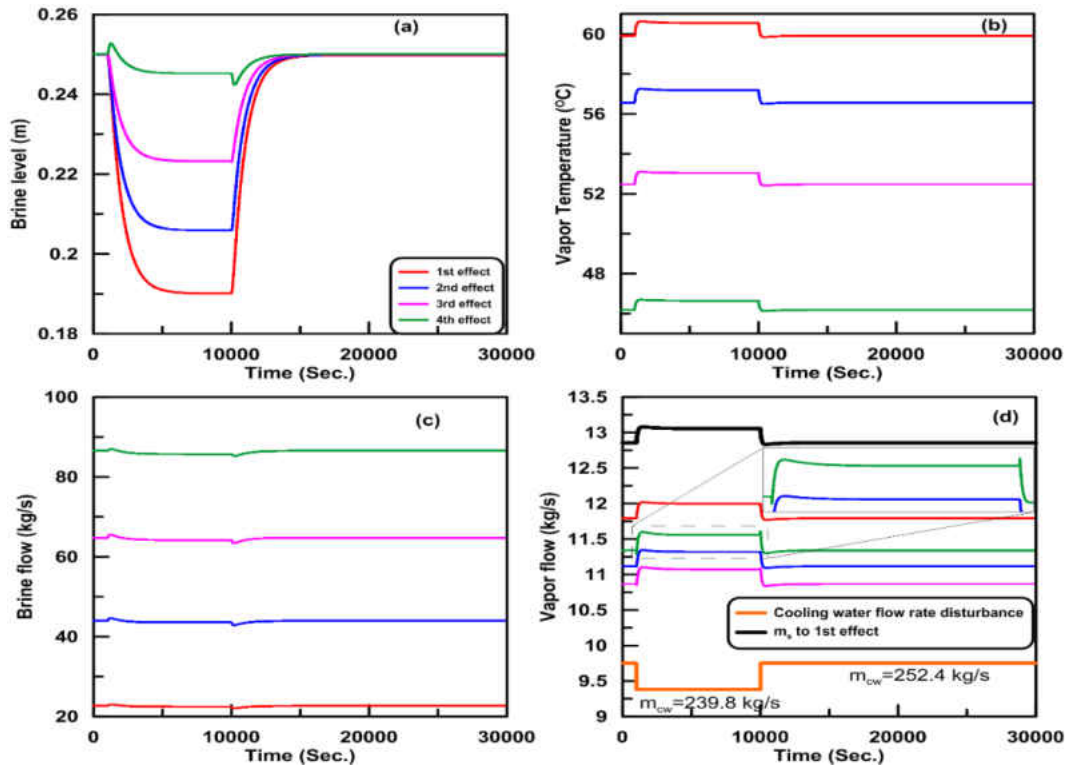 (a)
Brine level (m)
0.26
0.24
0.22
0.2
0.18
1st effect
2nd effect
3rd effect
4th effect
0
10000
20000
30000
Time (Sec.)
(b)
Vapor Temperature (°C)
60
56
52
48
0
10000
20000
30000
Time (Sec.)
(c)
Brine flow (kg/s)
100
80
60
40
20
0
10000
20000
30000
Time (Sec.)
(d)
Vapor flow (kg/s)
13.5
13
12.5
12
11.5
11
10.5
10
9.5
9
Cooling water flow rate disturbance
mₛ to 1st effect
m_cw=252.4 kg/s
m_cw=239.8 kg/s
0
10000
20000
30000
Time (Sec.)